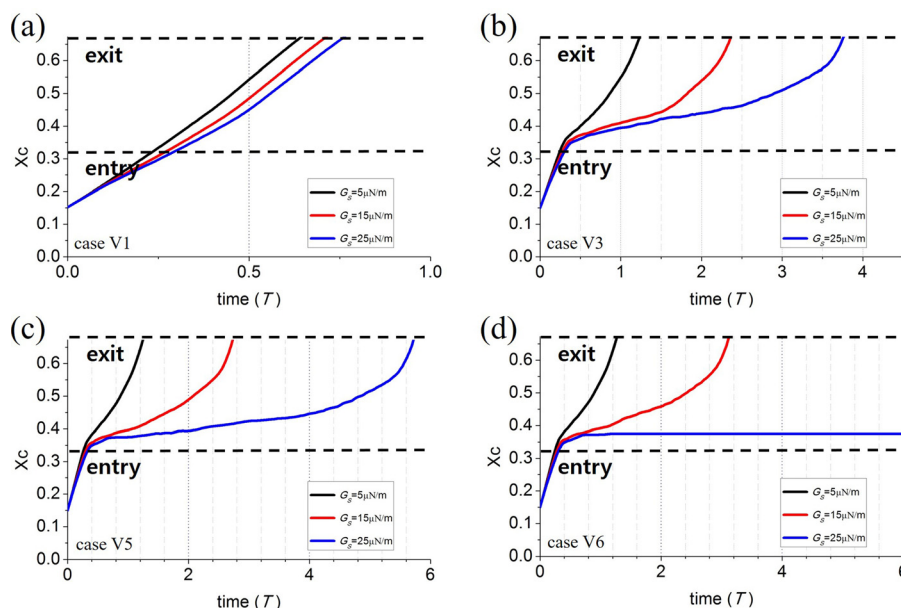 (a)
exit
0.6
0.5
0.4
0.3
0.2
0.1
0.0
Xc
entry
Gs=5μN/m
Gs=15μN/m
Gs=25μN/m
case V1
0.0
0.5
1.0
time (T)
(b)
exit
0.6
0.5
0.4
0.3
0.2
0.1
0.0
Xc
entry
Gs=5μN/m
Gs=15μN/m
Gs=25μN/m
case V3
0
1
2
3
4
time (T)
(c)
exit
0.6
0.5
0.4
0.3
0.2
0.1
0.0
Xc
entry
Gs=5μN/m
Gs=15μN/m
Gs=25μN/m
case V5
0
2
4
6
time (T)
(d)
exit
0.6
0.5
0.4
0.3
0.2
0.1
0.0
Xc
entry
Gs=5μN/m
Gs=15μN/m
Gs=25μN/m
case V6
0
2
4
6
time (T)